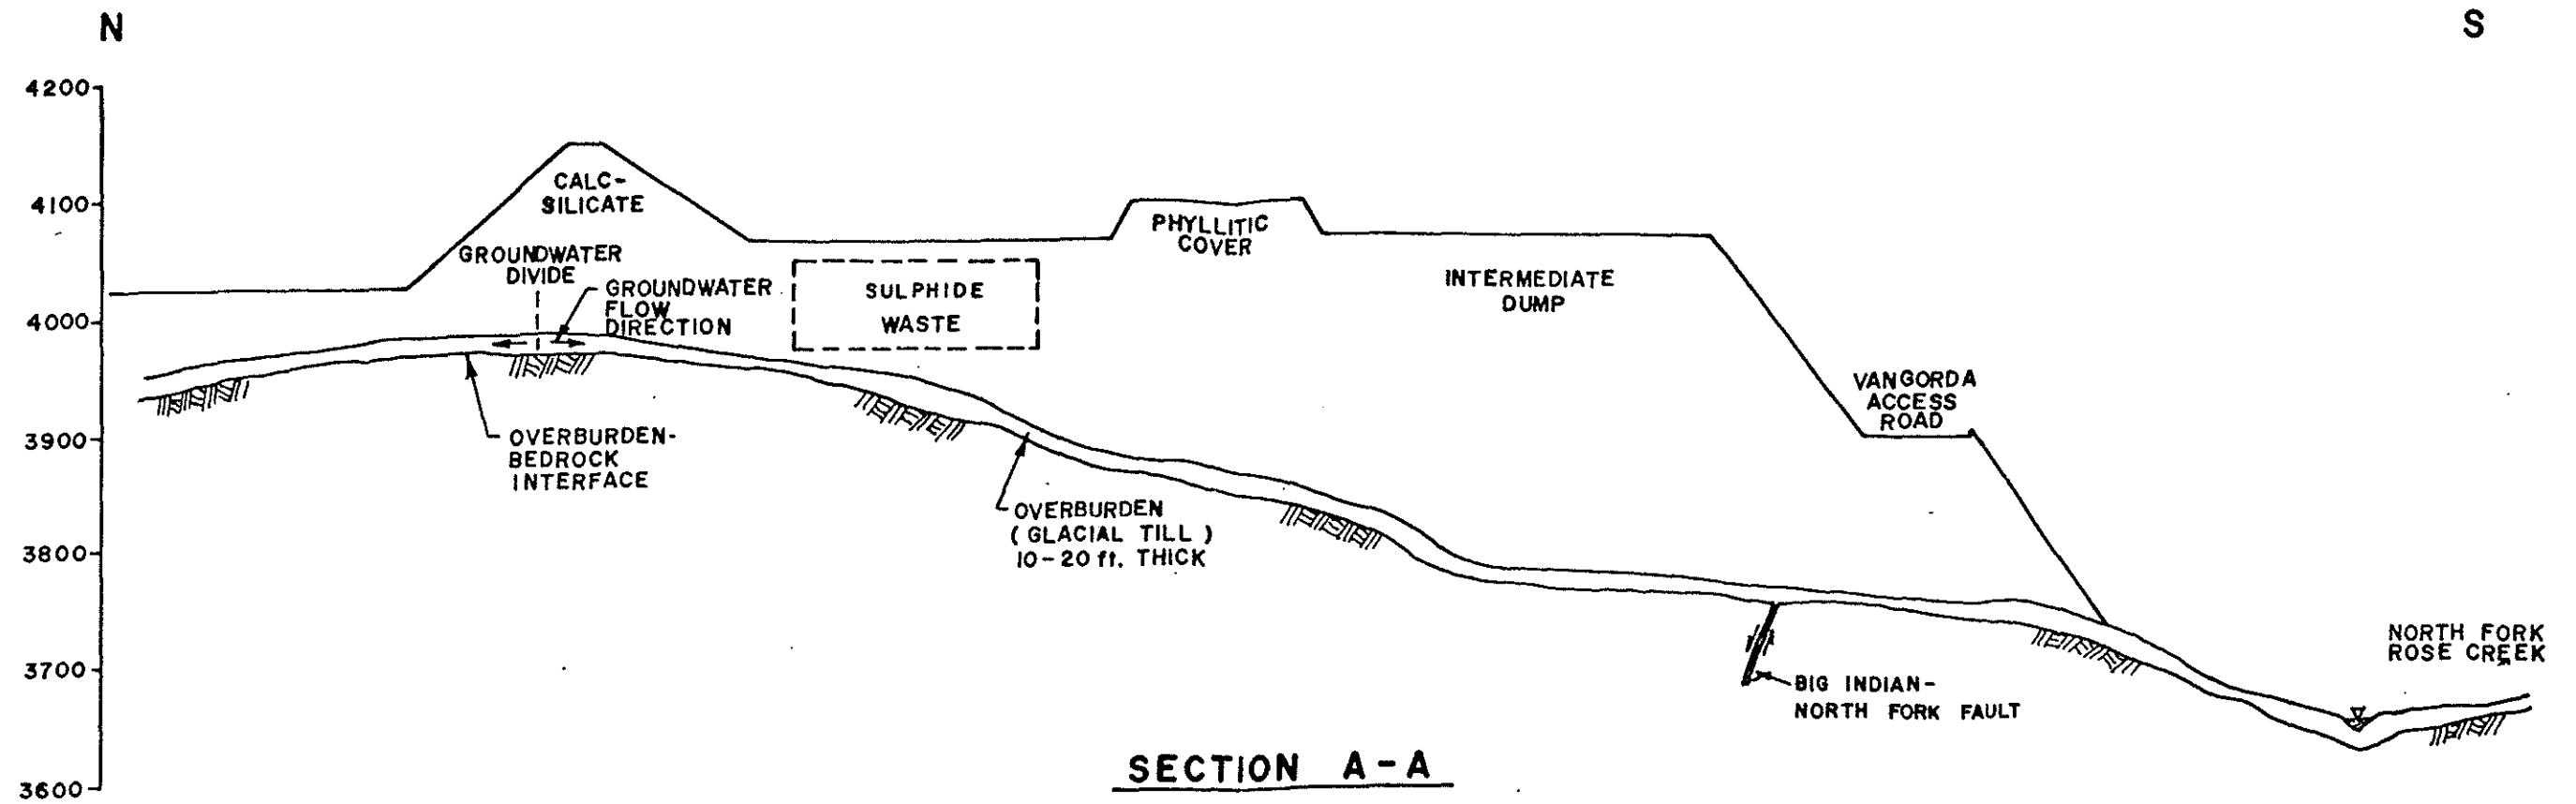 N
S
4200
4100
4000
3900
3800
3700
3600
CALC-
SILICATE
GROUNDWATER
DIVIDE
GROUNDWATER
FLOW
DIRECTION
SULPHIDE
WASTE
PHYLLITIC
COVER
INTERMEDIATE
DUMP
VANGORDA
ACCESS
ROAD
OVERBURDEN-
BEDROCK
INTERFACE
OVERBURDEN
(GLACIAL TILL)
10-20 ft. THICK
BIG INDIAN-
NORTH FORK FAULT
NORTH FORK
ROSE CREEK
SECTION A-A